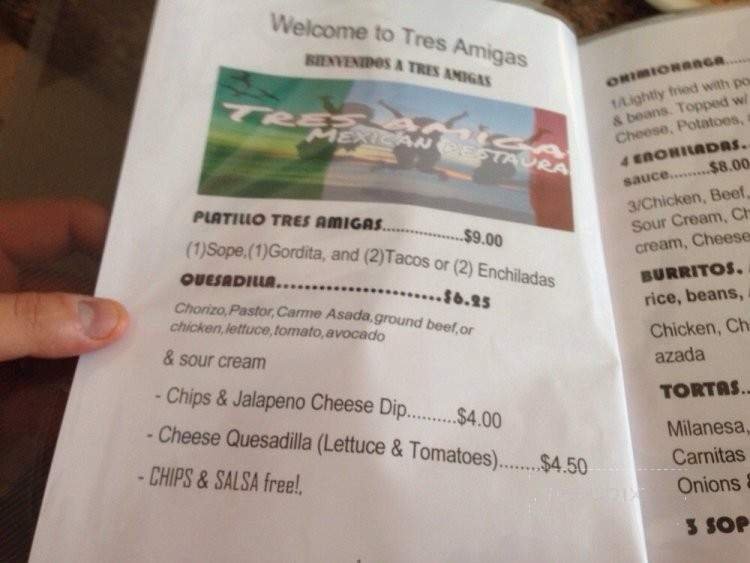 Welcome to Tres Amigas
BIENVENIDOS A TRES AMIGAS
TRES AMIGA
MEXICAN RESTAURA
PLATILLO TRES AMIGAS..................$9.00
(1)Sope,(1)Gordita, and (2)Tacos or (2) Enchiladas
QUESADILLA........................$6.25
Chorizo,Pastor,Carme Asada,ground beef,or
chicken,lettuce,tomato,avocado
& sour cream
- Chips & Jalapeno Cheese Dip.........$4.00
- Cheese Quesadilla (Lettuce & Tomatoes)........$4.50
- CHIPS & SALSA free!,
CHIMICHANGA.....
1/Lightly fried with
& beans. Topped w/
Cheese, Potatoes,
4 ENCHILADAS.
sauce.........$8.00
3/Chicken, Beef,
Sour Cream,
cream, Cheese
BURRITOS.
rice, beans,
Chicken,
azada
TORTAS..
Milanesa,
Carnitas
Onions
3 SOP